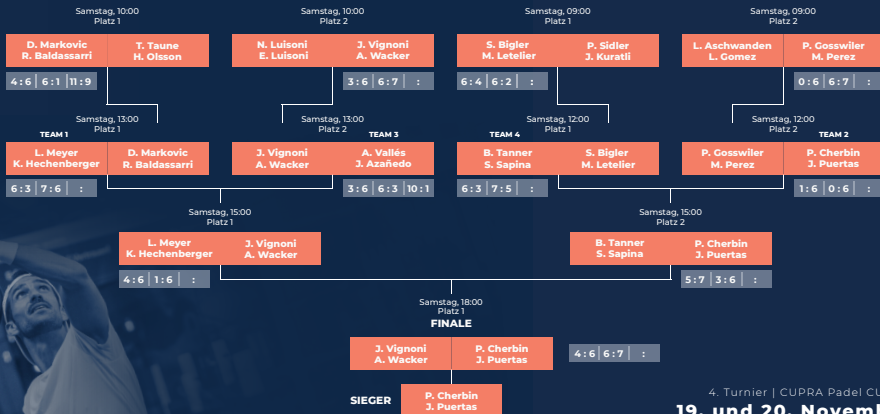 Samstag, 10:00
Platz 1
Samstag, 10:00
Platz 2
Samstag, 09:00
Platz 1
Samstag, 09:00
Platz 2
D. Markovic
R. Baldassarri
T. Taune
H. Olsson
N. Luisoni
E. Luisoni
J. Vignoni
A. Wacker
S. Bigler
M. Letelier
P. Sidler
J. Kuratli
L. Aschwanden
L. Gomez
P. Gosswiler
M. Perez
4:6 6:1 11:9
3:6 6:7 :
6:4 6:2 :
0:6 6:7 :
Samstag, 13:00
Platz 1
Samstag, 13:00
Platz 2
Samstag, 12:00
Platz 1
Samstag, 12:00
Platz 2
TEAM 1
TEAM 3
TEAM 4
TEAM 2
L. Meyer
K. Hechenberger
D. Markovic
R. Baldassarri
J. Vignoni
A. Wacker
A. Vallés
J. Azañedo
B. Tanner
S. Sapina
S. Bigler
M. Letelier
P. Gosswiler
M. Perez
P. Cherbin
J. Puertas
6:3 7:6 :
3:6 6:3 10:1
6:3 7:5 :
1:6 0:6 :
Samstag, 15:00
Platz 1
Samstag, 15:00
Platz 2
L. Meyer
K. Hechenberger
J. Vignoni
A. Wacker
B. Tanner
S. Sapina
P. Cherbin
J. Puertas
4:6 1:6 :
5:7 3:6 :
Samstag, 18:00
Platz 1
FINALE
J. Vignoni
A. Wacker
P. Cherbin
J. Puertas
4:6 6:7 :
SIEGER
P. Cherbin
J. Puertas
4. Turnier | CUPRA Padel CU
19. und 20. Novemb